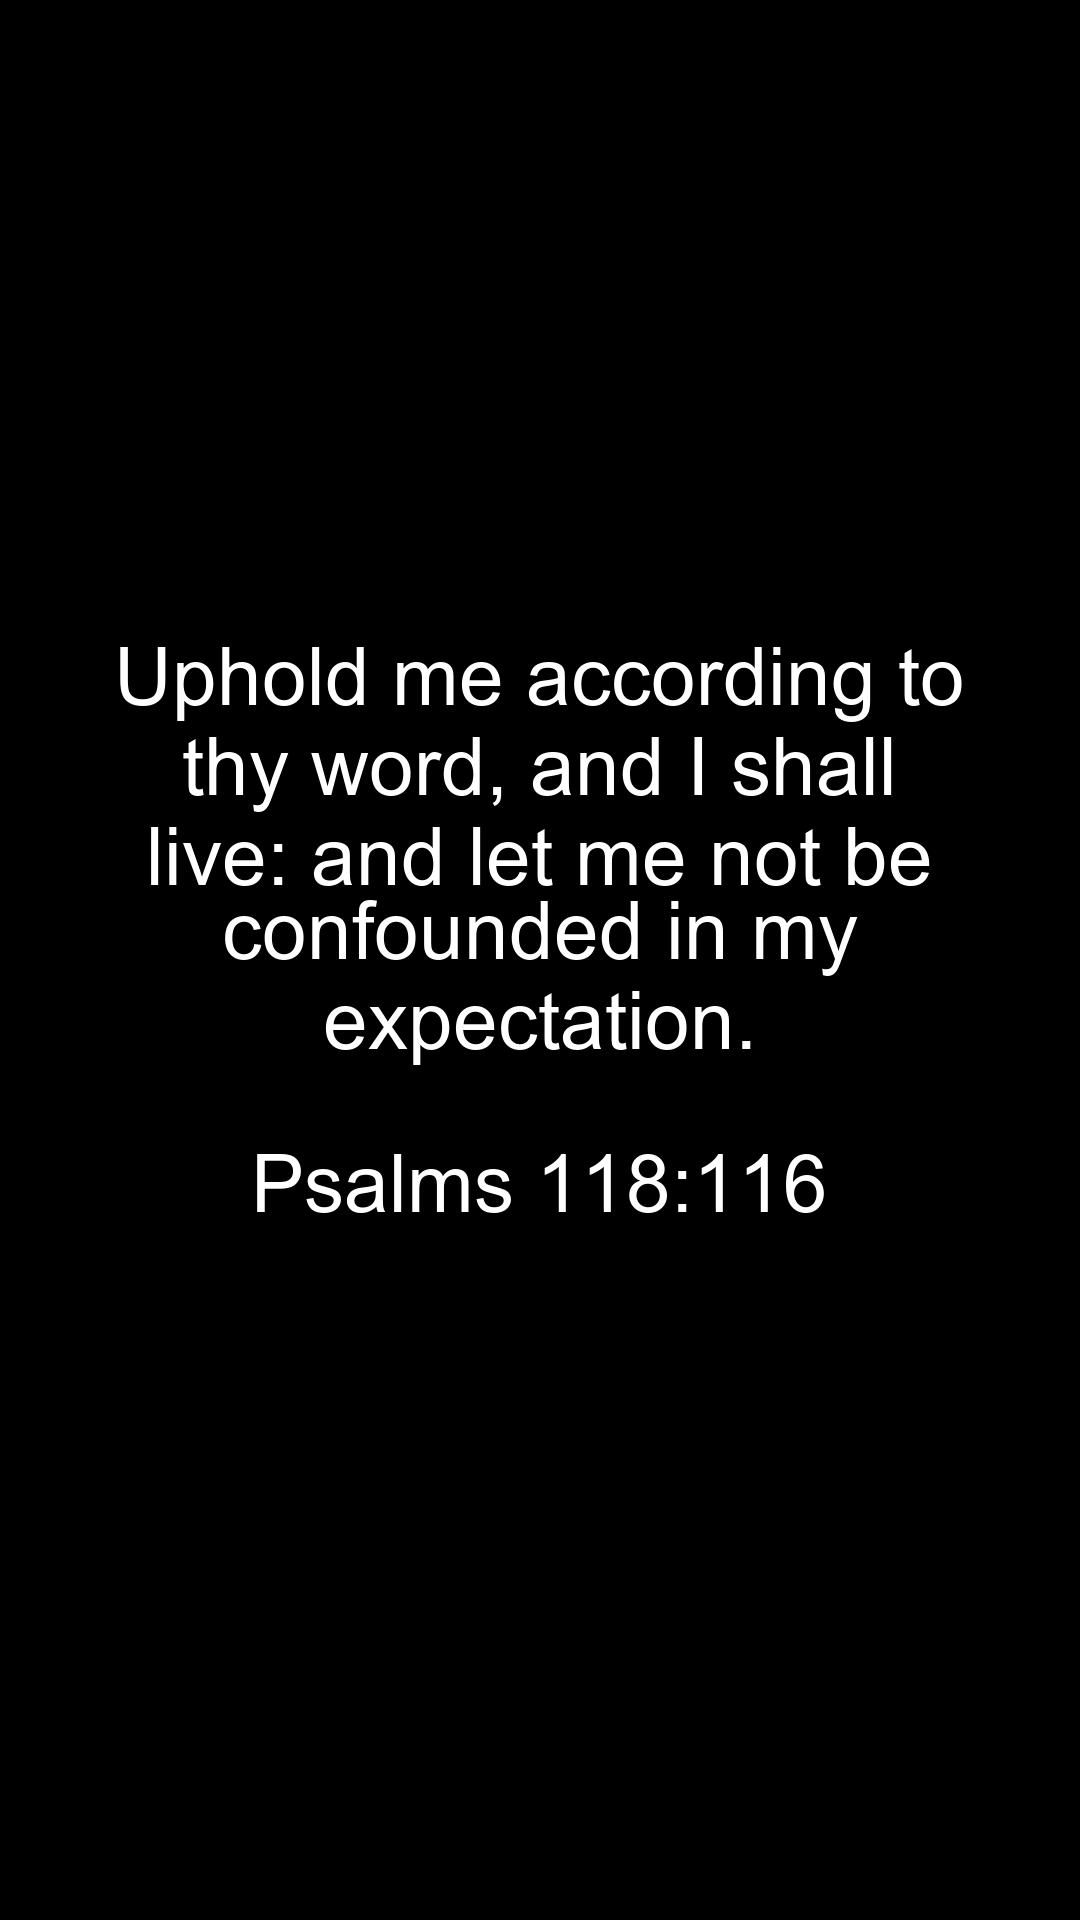 Uphold me according to
thy word, and I shall
live: and let me not be
confounded in my
expectation.
Psalms 118:116